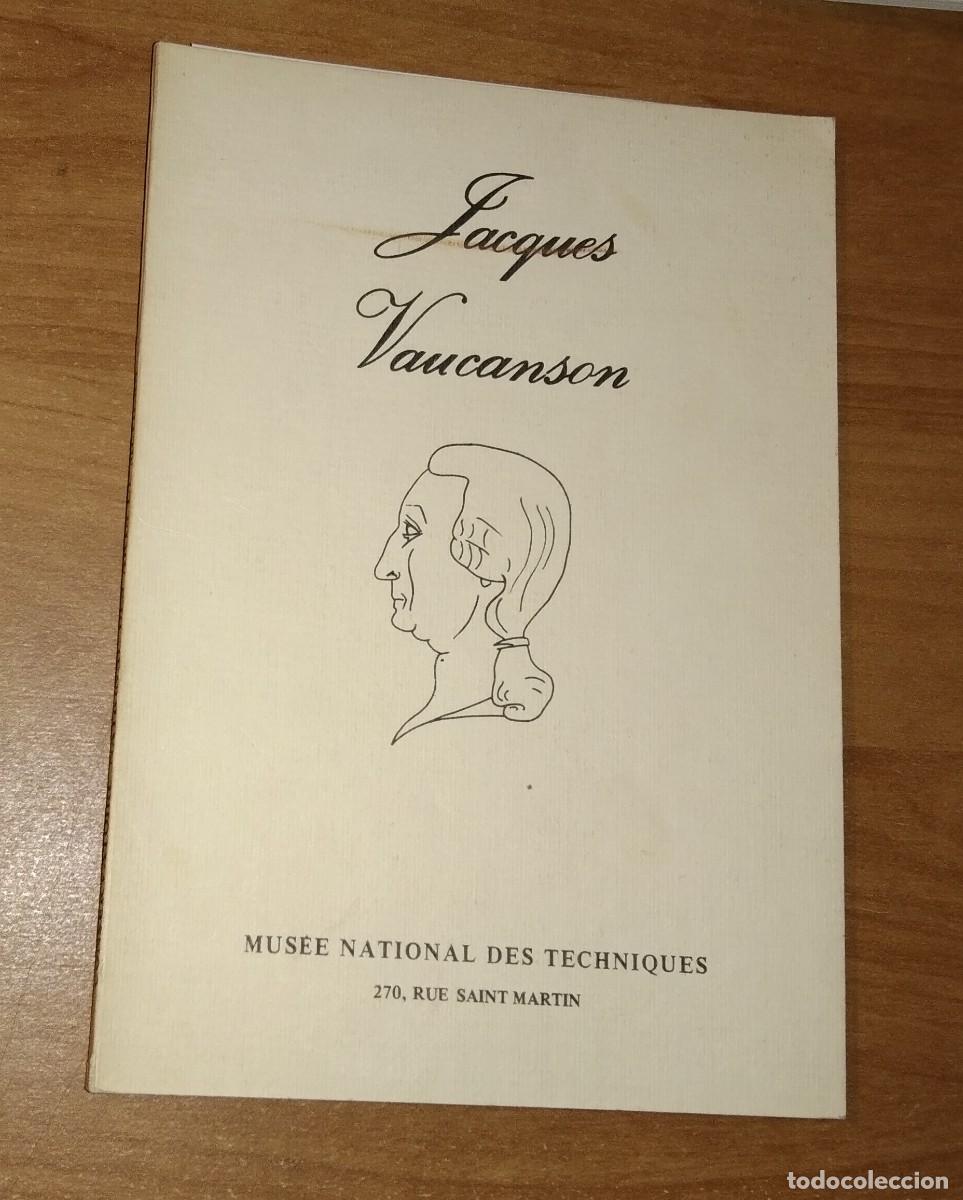 Jacques
Vaucanson
MUSÉE NATIONAL DES TECHNIQUES
270, RUE SAINT MARTIN
todocoleccion